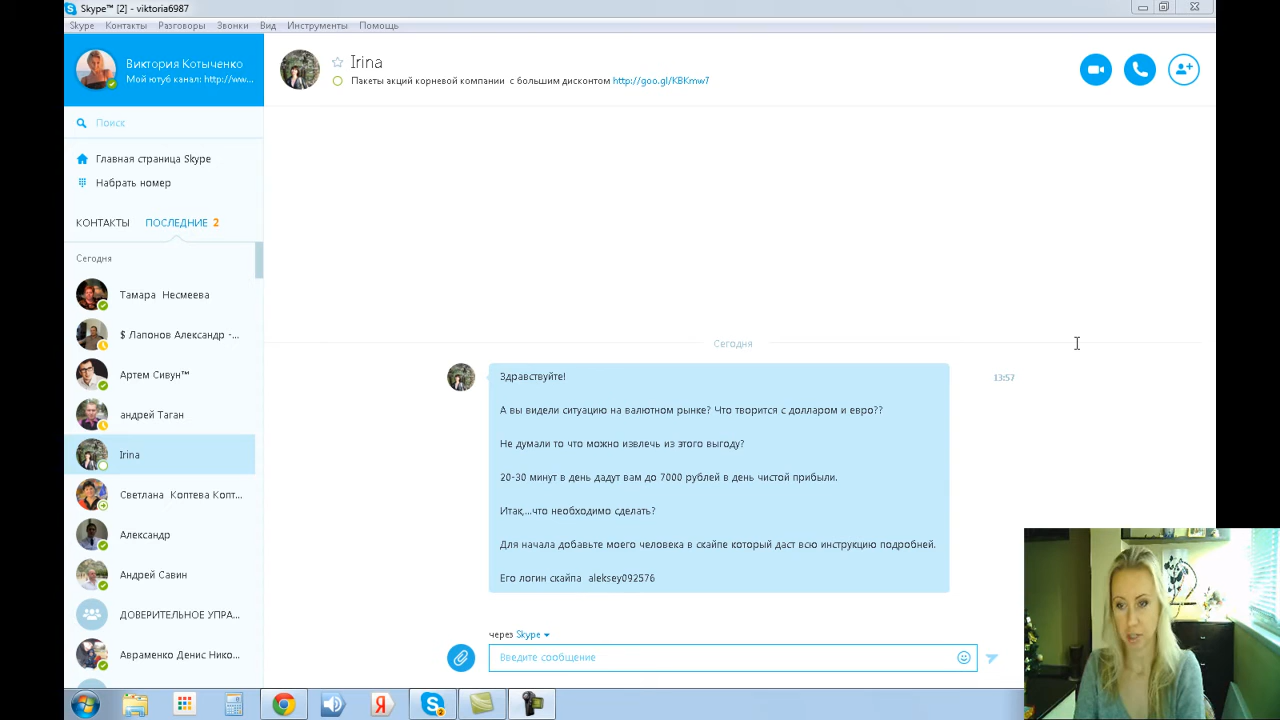 Skype™ [2] - viktoria6987
Skype Контакты Разговоры Звонки Вид Инструменты Помощь
Виктория Котыченко
Мой ютуб канал: http://ww...
Поиск
Главная страница Skype
Набрать номер
КОНТАКТЫ ПОСЛЕДНИЕ 2
Сегодня
Тамара Несмеева
$ Лапонов Александр -...
Артем Сивун™
андрей Таган
Irina
Светлана Коптева Копт...
Александр
Андрей Савин
ДОВЕРИТЕЛЬНОЕ УПРА...
Авраменко Денис Нико...
Irina
Пакеты акций корневой компании с большим дисконтом http://goo.gl/KBKmw7
Сегодня
Здравствуйте!
13:57
А вы видели ситуацию на валютном рынке? Что творится с долларом и евро??
Не думали то что можно извлечь из этого выгоду?
20-30 минут в день дадут вам до 7000 рублей в день чистой прибыли.
Итак,...что необходимо сделать?
Для начала добавьте моего человека в скайпе который даст всю инструкцию подробней.
Его логин скайпа aleksey092576
через Skype
Введите сообщение